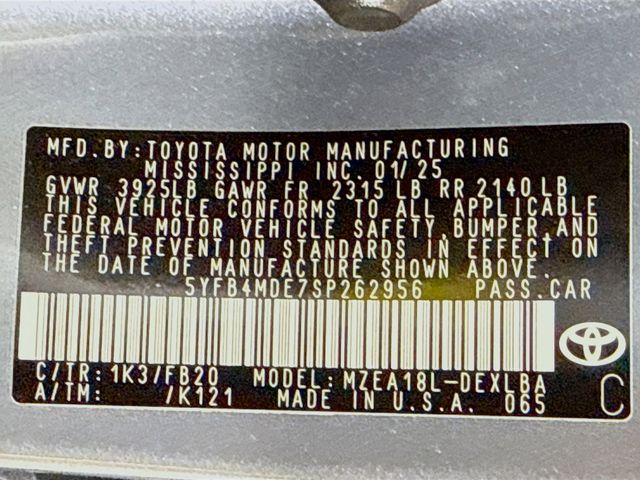 MFD. BY: TOYOTA MOTOR MANUFACTURING
MISSISSIPPI INC. 01/25
GVWR 3925LB GAWR FR 2315 LB RR 2140 LB
THIS VEHICLE CONFORMS TO ALL APPLICABLE
FEDERAL MOTOR VEHICLE SAFETY, BUMPER, AND
THEFT PREVENTION STANDARDS IN EFFECT ON
THE DATE OF MANUFACTURE SHOWN ABOVE.
5YFB4MDE7SP262956 PASS. CAR
C/TR: 1K3/FB20 MODEL: MZEA18L-DEXLBA
A/TM: /K121 MADE IN U.S.A. 065
C